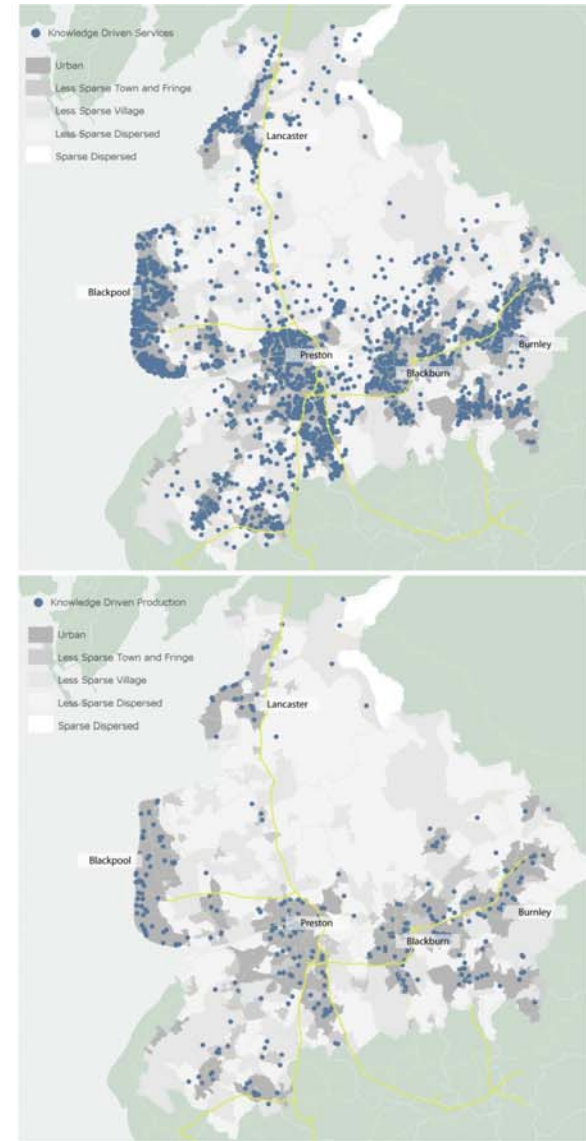 Knowledge Driven Services
Urban
Less Sparse Town and Fringe
Less Sparse Village
Less Sparse Dispersed
Sparse Dispersed
Lancaster
Blackpool
Preston
Burnley
Blackburn
Knowledge Driven Production
Urban
Less Sparse Town and Fringe
Less Sparse Village
Less Sparse Dispersed
Sparse Dispersed
Lancaster
Blackpool
Preston
Burnley
Blackburn